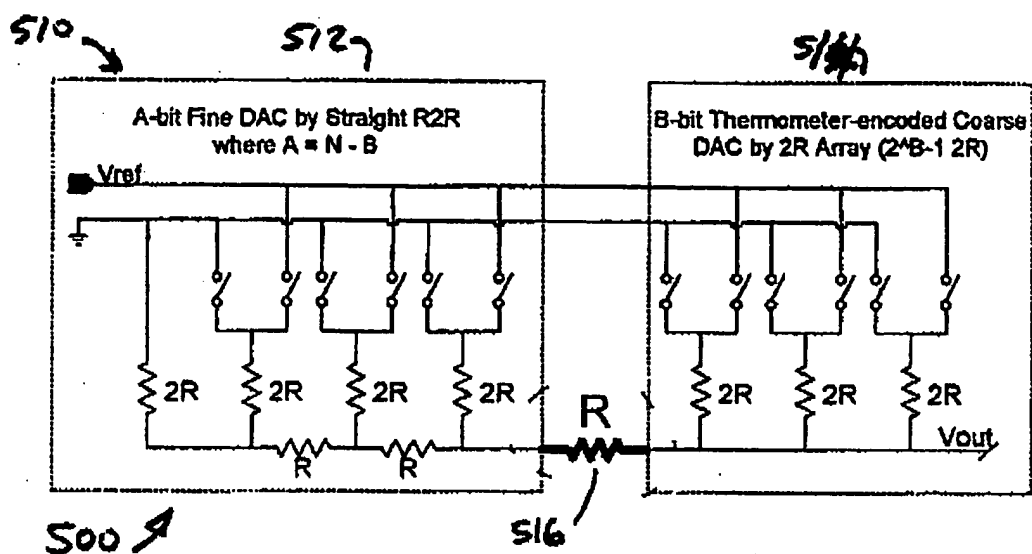 510
512
A-bit Fine DAC by Straight R2R
where A = N - B
B-bit Thermometer-encoded Coarse
DAC by 2R Array (2^B-1 2R)
Vref
2R
2R
2R
2R
R
2R
2R
2R
R
R
Vout
516
500